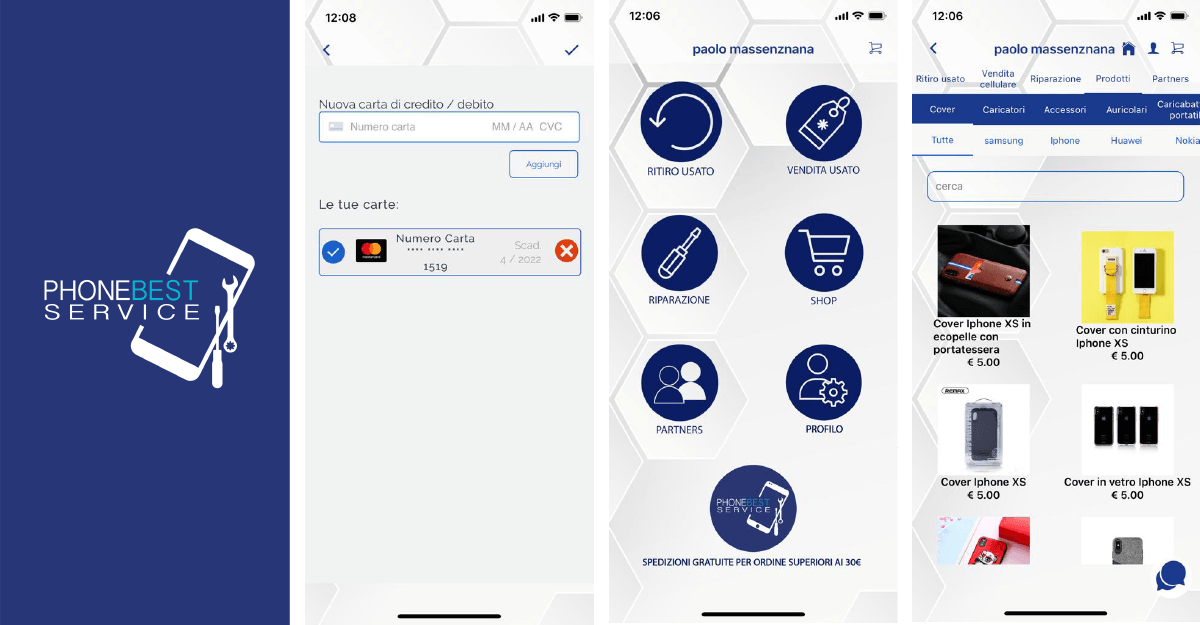 PHONEBEST
SERVICE
12:08
Nuova carta di credito / debito
Numero carta MM / AA CVC
Aggiungi
Le tue carte:
Numero Carta
**** **** ****
1519
Scad.
4 / 2022
12:06
paolo massenznana
RITIRO USATO
VENDITA USATO
RIPARAZIONE
SHOP
PARTNERS
PROFILO
PHONEBEST
SERVICE
SPEDIZIONI GRATUITE PER ORDINE SUPERIORI AI 30€
12:06
paolo massenznana
Ritiro usato
Vendita
cellulare
Riparazione
Prodotti
Partners
Cover
Caricatori
Accessori
Auricolari
Caricabat
portatil
Tutte
samsung
Iphone
Huawei
Nokia
cerca
Cover Iphone XS in
ecopelle con
portatessera
€ 5.00
Cover con cinturino
Iphone XS
€ 5.00
REMAX
Cover Iphone XS
€ 5.00
Cover in vetro Iphone XS
€ 5.00